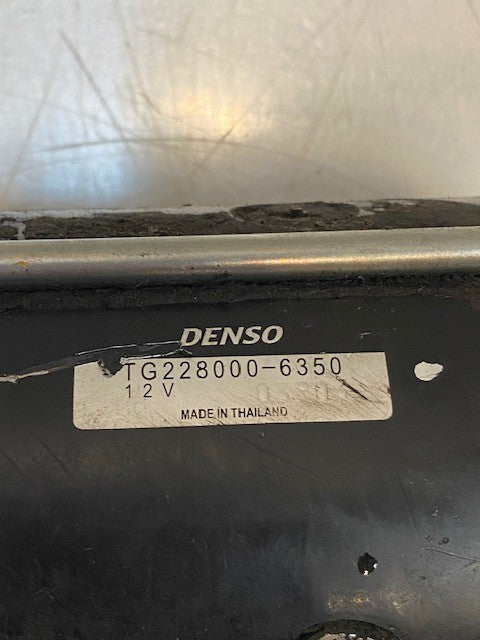 DENSO
TG228000-6350
12V
MADE IN THAILAND